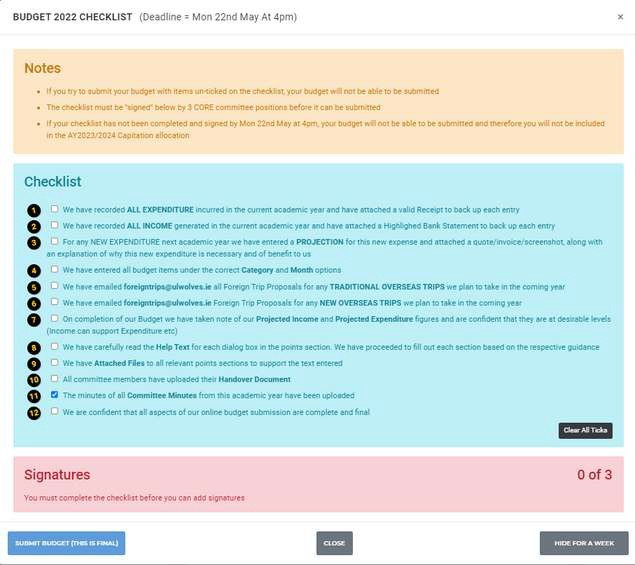 BUDGET 2022 CHECKLIST (Deadline = Mon 22nd May At 4pm) ×
Notes
• If you try to submit your budget with items un-ticked on the checklist, your budget will not be able to be submitted
• The checklist must be "signed" below by 3 CORE committee positions before it can be submitted
• If your checklist has not been completed and signed by Mon 22nd May at 4pm, your budget will not be able to be submitted and therefore you will not be included
in the AY2023/2024 Capitation allocation
Checklist
1 We have recorded ALL EXPENDITURE incurred in the current academic year and have attached a valid Receipt to back up each entry
2 We have recorded ALL INCOME generated in the current academic year and have attached a Highlighed Bank Statement to back up each entry
3 For any NEW EXPENDITURE next academic year we have entered a PROJECTION for this new expense and attached a quote/invoice/screenshot, along with
an explanation of why this new expenditure is necessary and of benefit to us
4 We have entered all budget items under the correct Category and Month options
5 We have emailed foreigntrips@ulwolves.ie all Foreign Trip Proposals for any TRADITIONAL OVERSEAS TRIPS we plan to take in the coming year
6 We have emailed foreigntrips@ulwolves.ie Foreign Trip Proposals for any NEW OVERSEAS TRIPS we plan to take in the coming year
7 On completion of our Budget we have taken note of our Projected Income and Projected Expenditure figures and are confident that they are at desirable levels
(Income can support Expenditure etc)
8 We have carefully read the Help Text for each dialog box in the points section. We have proceeded to fill out each section based on the respective guidance
9 We have Attached Files to all relevant points sections to support the text entered
10 All committee members have uploaded their Handover Document
11 The minutes of all Committee Minutes from this academic year have been uploaded
12 We are confident that all aspects of our online budget submission are complete and final
Clear All Ticks
Signatures 0 of 3
You must complete the checklist before you can add signatures
SUBMIT BUDGET (THIS IS FINAL) CLOSE HIDE FOR A WEEK